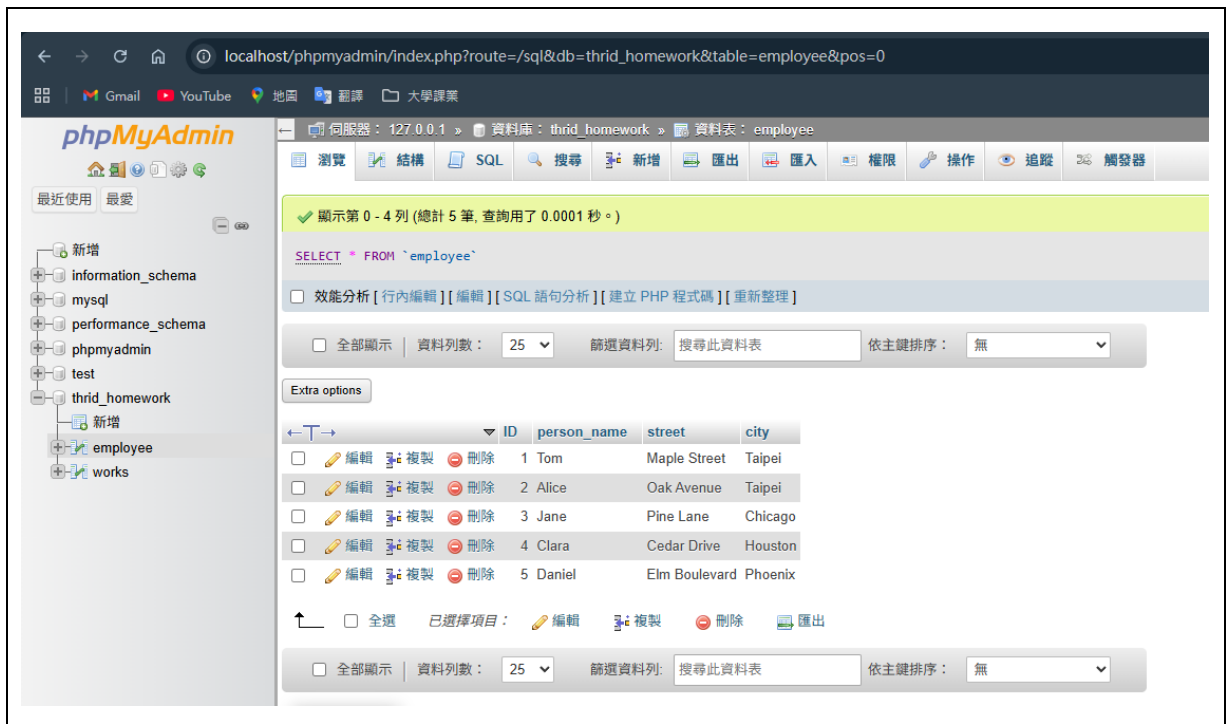 localhost/phpmyadmin/index.php?route=/sql&db=thrid_homework&table=employee&pos=0
Gmail YouTube 地圖 翻譯 大學課業
phpMyAdmin
最近使用 最愛
新增
information_schema
mysql
performance_schema
phpmyadmin
test
thrid_homework
新增
employee
works
伺服器： 127.0.0.1 » 資料庫： thrid_homework » 資料表： employee
瀏覽 結構 SQL 搜尋 新增 匯出 匯入 權限 操作 追蹤 觸發器
顯示第 0 - 4 列 (總計 5 筆, 查詢用了 0.0001 秒。)
SELECT * FROM `employee`
效能分析 [ 行內編輯 ] [ 編輯 ] [ SQL 語句分析 ] [ 建立 PHP 程式碼 ] [ 重新整理 ]
全部顯示 | 資料列數： 25 篩選資料列: 搜尋此資料表 依主鍵排序： 無
Extra options
←T→ ID person_name street city
編輯 複製 刪除 1 Tom Maple Street Taipei
編輯 複製 刪除 2 Alice Oak Avenue Taipei
編輯 複製 刪除 3 Jane Pine Lane Chicago
編輯 複製 刪除 4 Clara Cedar Drive Houston
編輯 複製 刪除 5 Daniel Elm Boulevard Phoenix
全選 已選擇項目： 編輯 複製 刪除 匯出
全部顯示 | 資料列數： 25 篩選資料列: 搜尋此資料表 依主鍵排序： 無